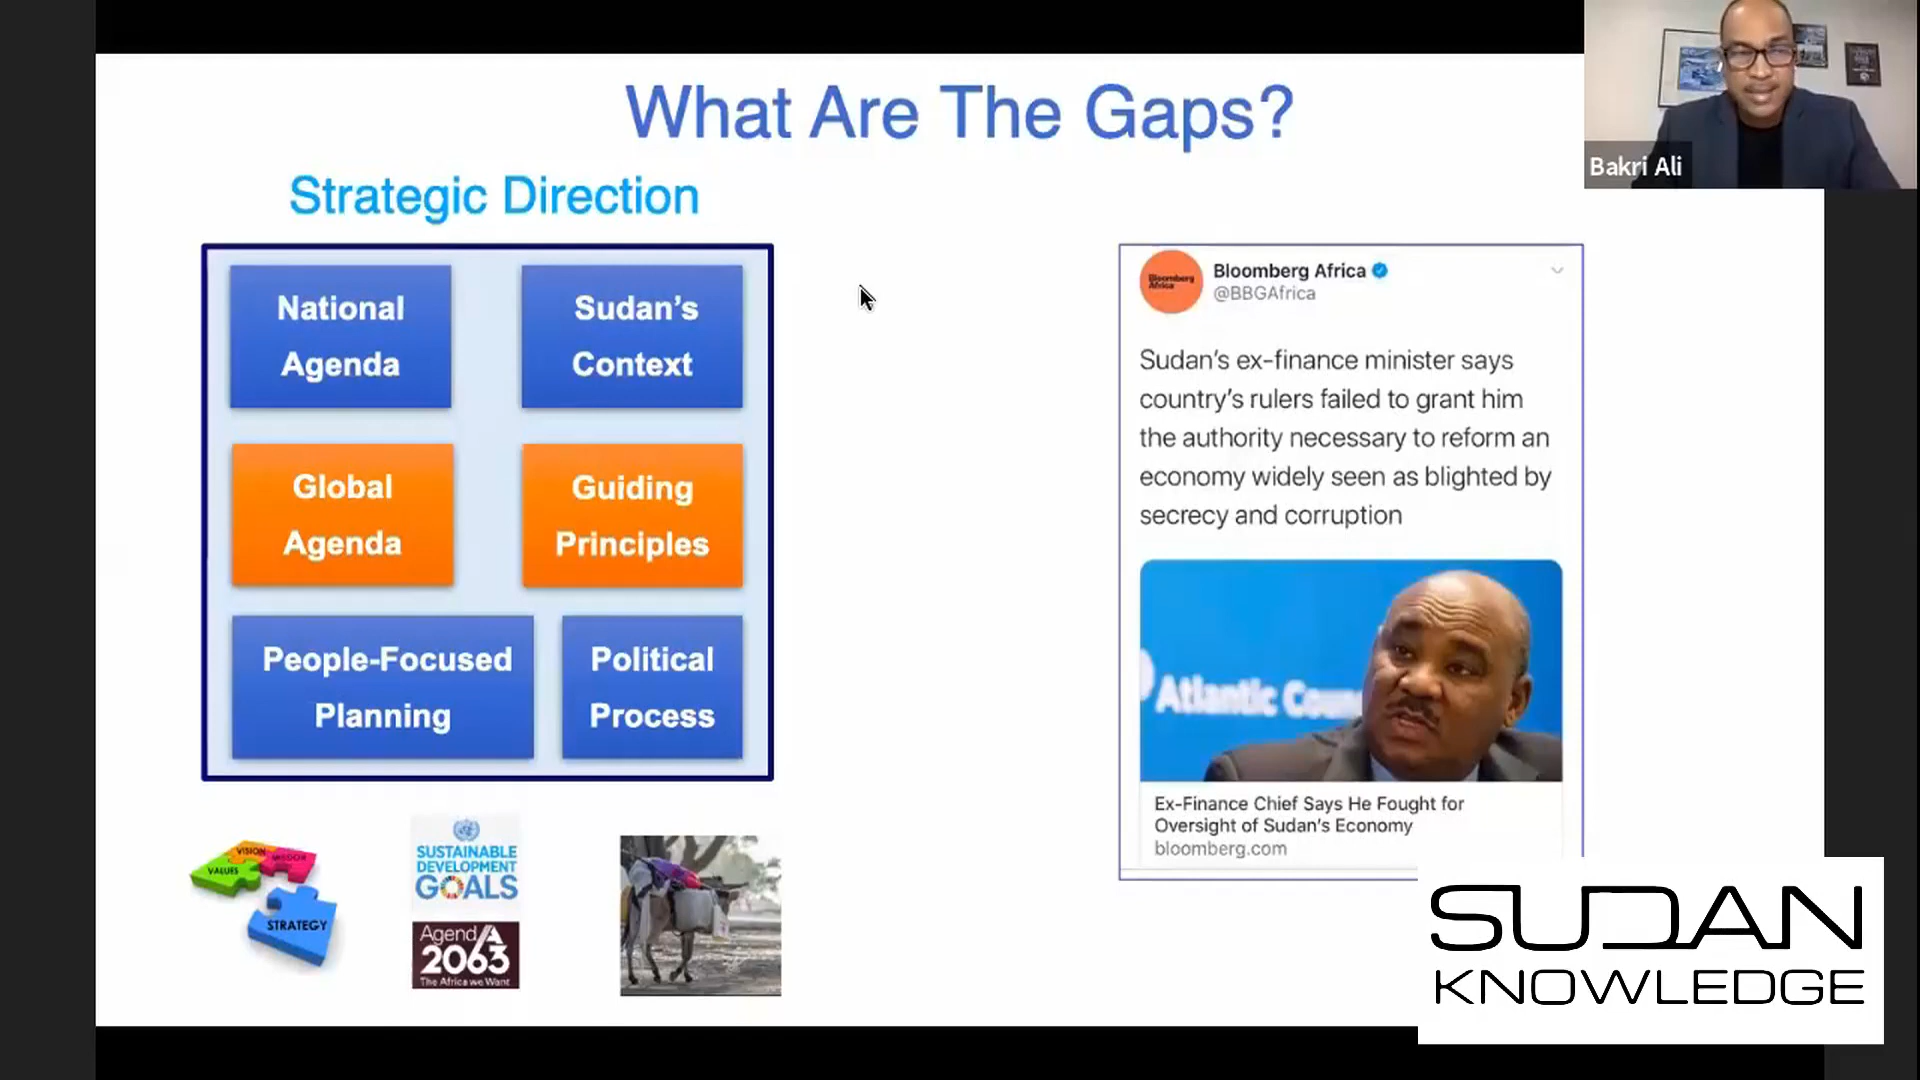 What Are The Gaps?
Bakri Ali
Strategic Direction
National
Agenda
Sudan's
Context
Global
Agenda
Guiding
Principles
People-Focused
Planning
Political
Process
VISION
VALUES
STRATEGY
SUSTAINABLE
DEVELOPMENT
GOALS
AgendA
2063
The Africa we Want
Bloomberg
Africa
Bloomberg Africa
@BBGAfrica
Sudan's ex-finance minister says
country's rulers failed to grant him
the authority necessary to reform an
economy widely seen as blighted by
secrecy and corruption
Atlantic Coun
Ex-Finance Chief Says He Fought for
Oversight of Sudan's Economy
bloomberg.com
SUDAN
KNOWLEDGE